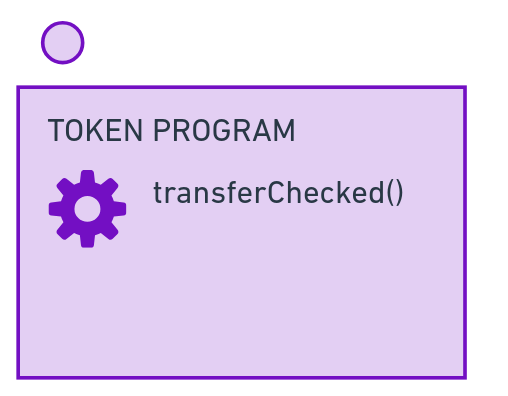 TOKEN PROGRAM
transferChecked()